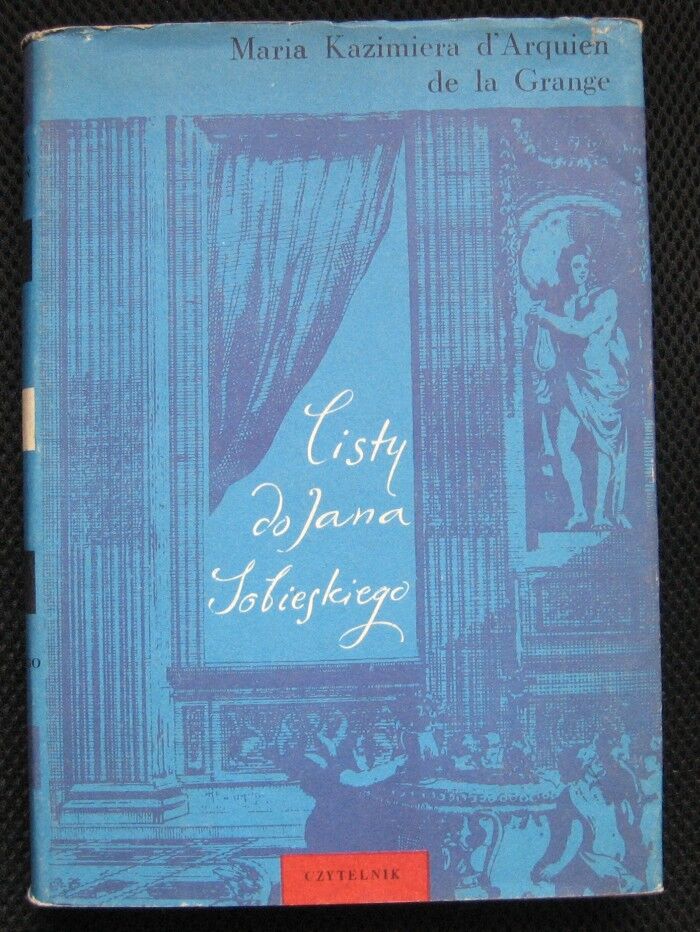 Maria Kazimiera d'Arquien
de la Grange
Listy
do Jana
Sobieskiego
CZYTELNIK